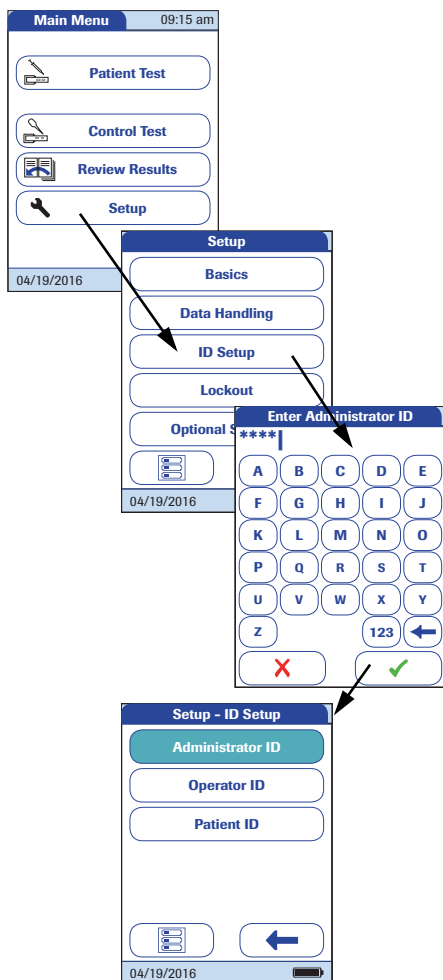 Main Menu 09:15 am
Patient Test
Control Test
Review Results
Setup
04/19/2016
Setup
Basics
Data Handling
ID Setup
Lockout
Optional S
04/19/2016
Enter Administrator ID
****
A B C D E
F G H I J
K L M N O
P Q R S T
U V W X Y
Z 123
Setup - ID Setup
Administrator ID
Operator ID
Patient ID
04/19/2016